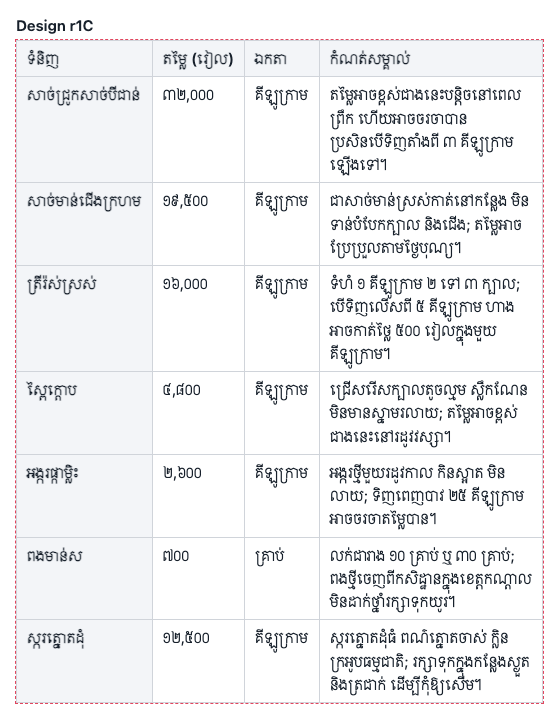 Design r1C
ទំនិញ តម្លៃ (រៀល) ឯកតា កំណត់សម្គាល់
សាច់ជ្រូកសាច់បីជាន់ ៣២,០០០ គីឡូក្រាម តម្លៃអាចខ្ពស់ជាងនេះបន្តិចនៅពេល
ព្រឹក ហើយអាចចរចាបាន
ប្រសិនបើទិញតាំងពី ៣ គីឡូក្រាម
ឡើងទៅ។
សាច់មាន់ជើងក្រហម ១៩,៥០០ គីឡូក្រាម ជាសាច់មាន់ស្រស់កាត់នៅកន្លែង មិន
ទាន់បំបែកក្បាល និងជើង; តម្លៃអាច
ប្រែប្រួលតាមថ្ងៃបុណ្យ។
ត្រីរ៉ស់ស្រស់ ១៦,០០០ គីឡូក្រាម ទំហំ ១ គីឡូក្រាម ២ ទៅ ៣ ក្បាល;
បើទិញលើសពី ៥ គីឡូក្រាម ហាង
អាចកាត់ថ្លៃ ៥០០ រៀលក្នុងមួយ
គីឡូក្រាម។
ស្ពៃក្តោប ៤,៨០០ គីឡូក្រាម ជ្រើសរើសក្បាលតូចល្មម ស្លឹកណែន
មិនមានស្នាមរលាយ; តម្លៃអាចខ្ពស់
ជាងនេះនៅរដូវវស្សា។
អង្ករផ្កាម្លិះ ២,៦០០ គីឡូក្រាម អង្ករថ្មីមួយរដូវកាល កិនស្អាត មិន
លាយ; ទិញពេញបាវ ២៥ គីឡូក្រាម
អាចចរចាតម្លៃបាន។
ពងមាន់ស ៧០០ គ្រាប់ លក់ជារាង ១០ គ្រាប់ ឬ ៣០ គ្រាប់;
ពងថ្មីចេញពីកសិដ្ឋានក្នុងខេត្តកណ្តាល
មិនដាក់ថ្នាំរក្សាទុកយូរ។
ស្ករត្នោតដុំ ១២,៥០០ គីឡូក្រាម ស្ករត្នោតដុំធំ ពណ៌ត្នោតចាស់ ក្លិន
ក្រអូបធម្មជាតិ; រក្សាទុកក្នុងកន្លែងស្ងួត
និងត្រជាក់ ដើម្បីកុំឱ្យសើម។